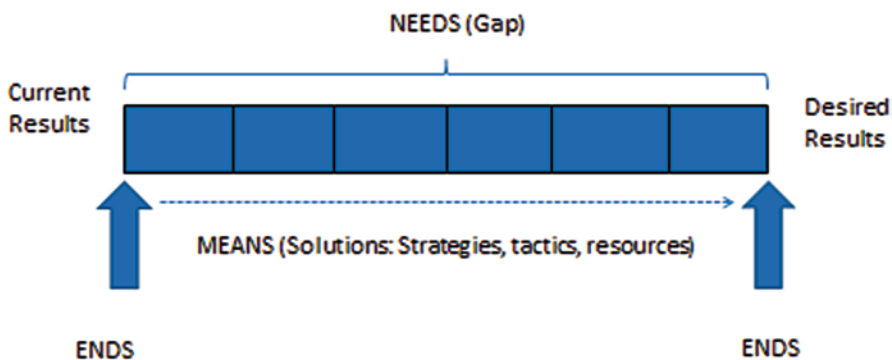 NEEDS (Gap)
Current
Results
Desired
Results
MEANS (Solutions: Strategies, tactics, resources)
ENDS
ENDS